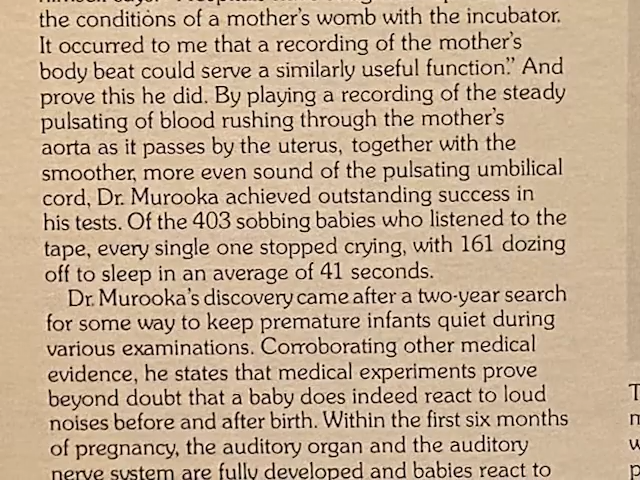 the conditions of a mother's womb with the incubator.
It occurred to me that a recording of the mother's
body beat could serve a similarly useful function." And
prove this he did. By playing a recording of the steady
pulsating of blood rushing through the mother's
aorta as it passes by the uterus, together with the
smoother, more even sound of the pulsating umbilical
cord, Dr. Murooka achieved outstanding success in
his tests. Of the 403 sobbing babies who listened to the
tape, every single one stopped crying, with 161 dozing
off to sleep in an average of 41 seconds.
Dr. Murooka's discovery came after a two-year search
for some way to keep premature infants quiet during
various examinations. Corroborating other medical
evidence, he states that medical experiments prove
beyond doubt that a baby does indeed react to loud
noises before and after birth. Within the first six months
of pregnancy, the auditory organ and the auditory
nerve system are fully developed and babies react to